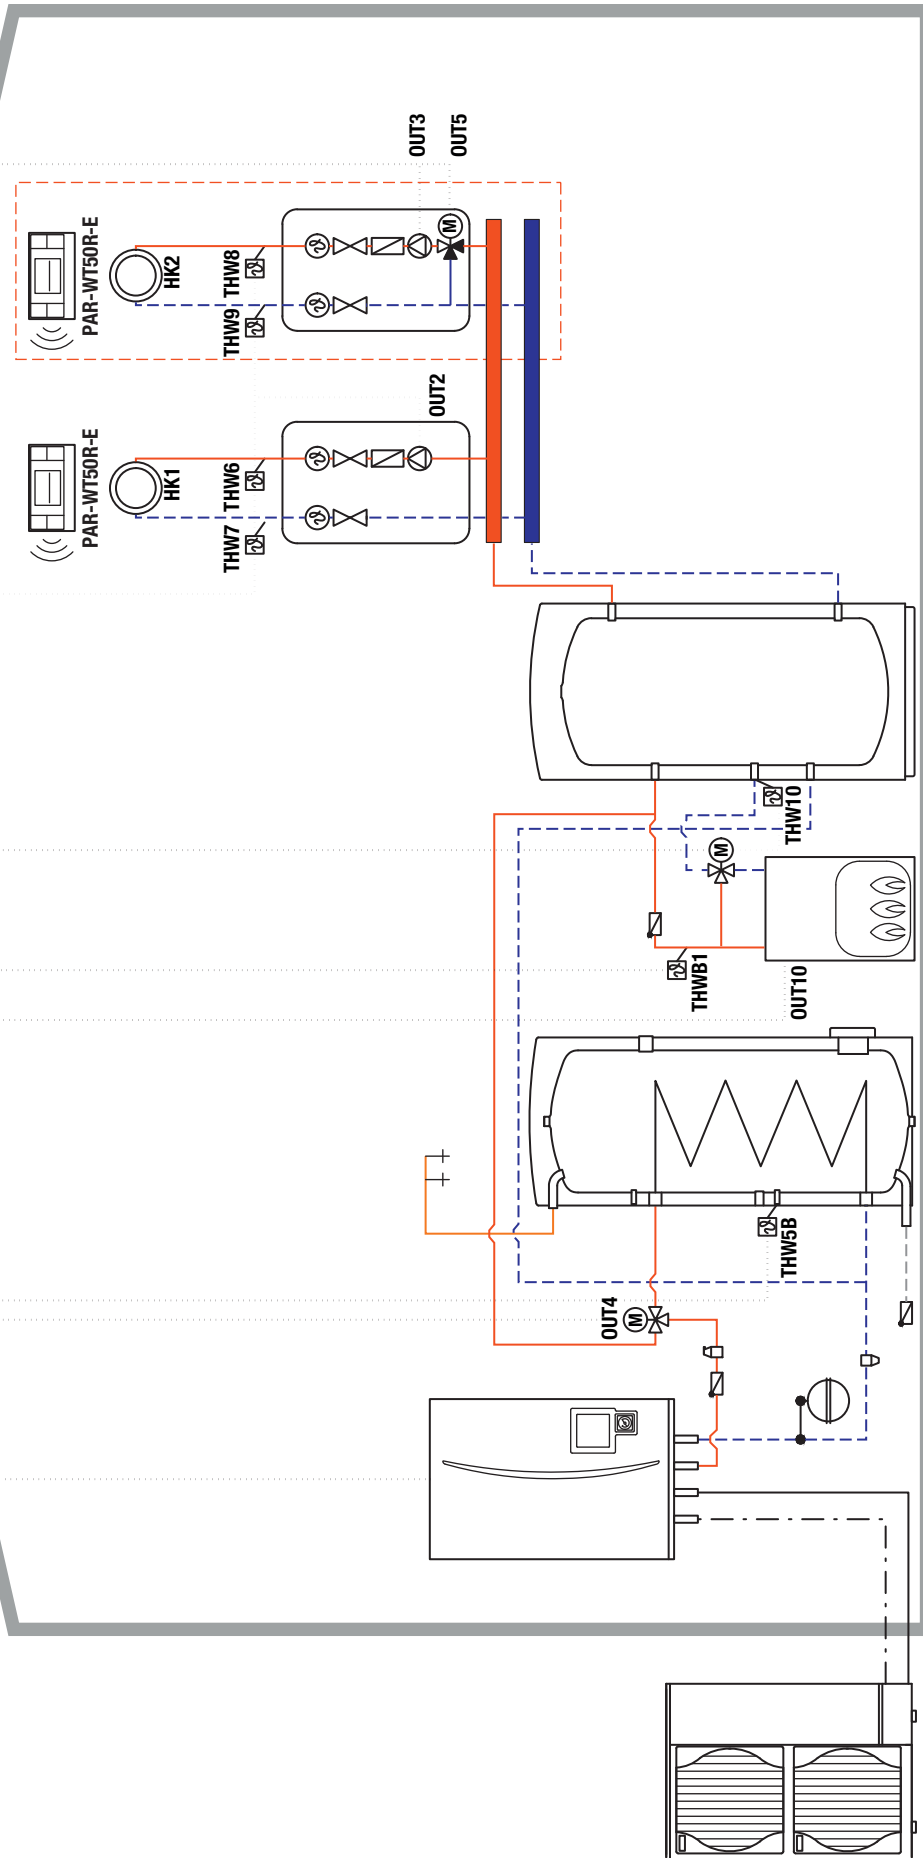 OUT3
OUT5
PAR-WT50R-E
HK2
THW8
THW9
OUT2
PAR-WT50R-E
HK1
THW6
THW7
M
THW10
M
THWB1
OUT10
THW5B
OUT4
M